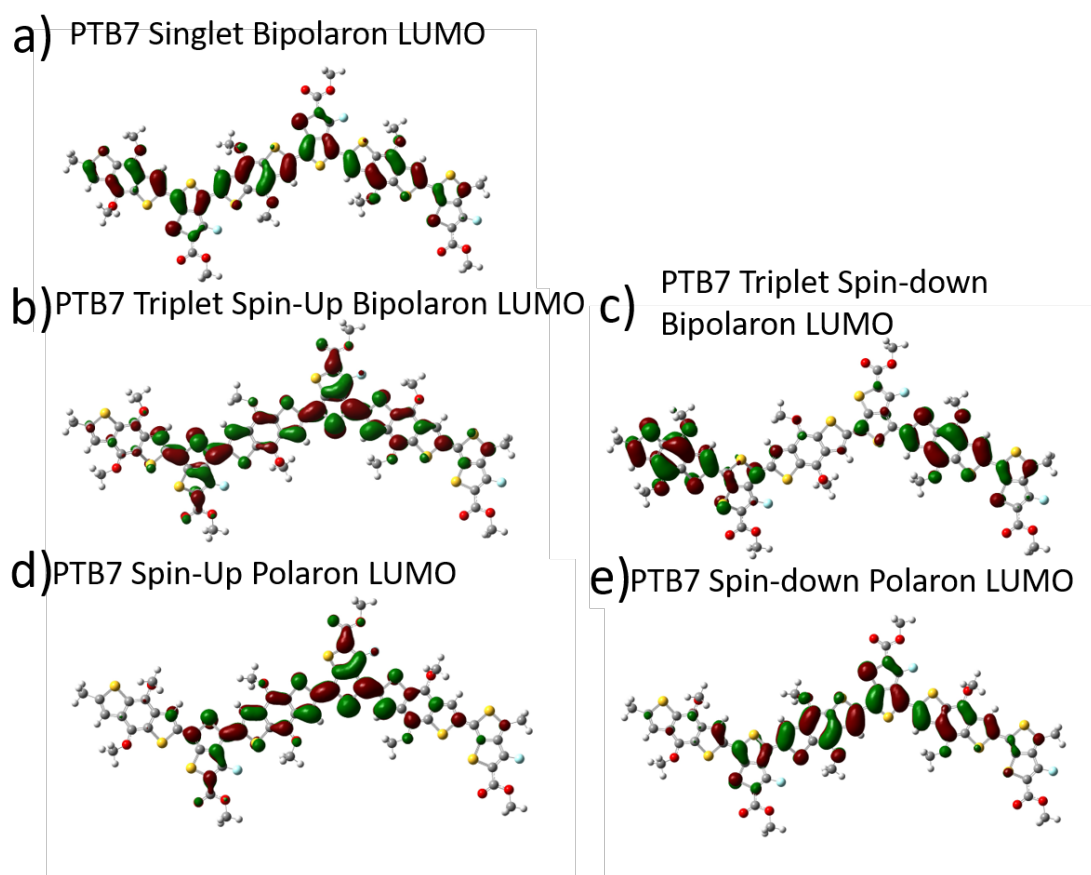 a) PTB7 Singlet Bipolaron LUMO
b) PTB7 Triplet Spin-Up Bipolaron LUMO
c) PTB7 Triplet Spin-down
Bipolaron LUMO
d) PTB7 Spin-Up Polaron LUMO
e) PTB7 Spin-down Polaron LUMO